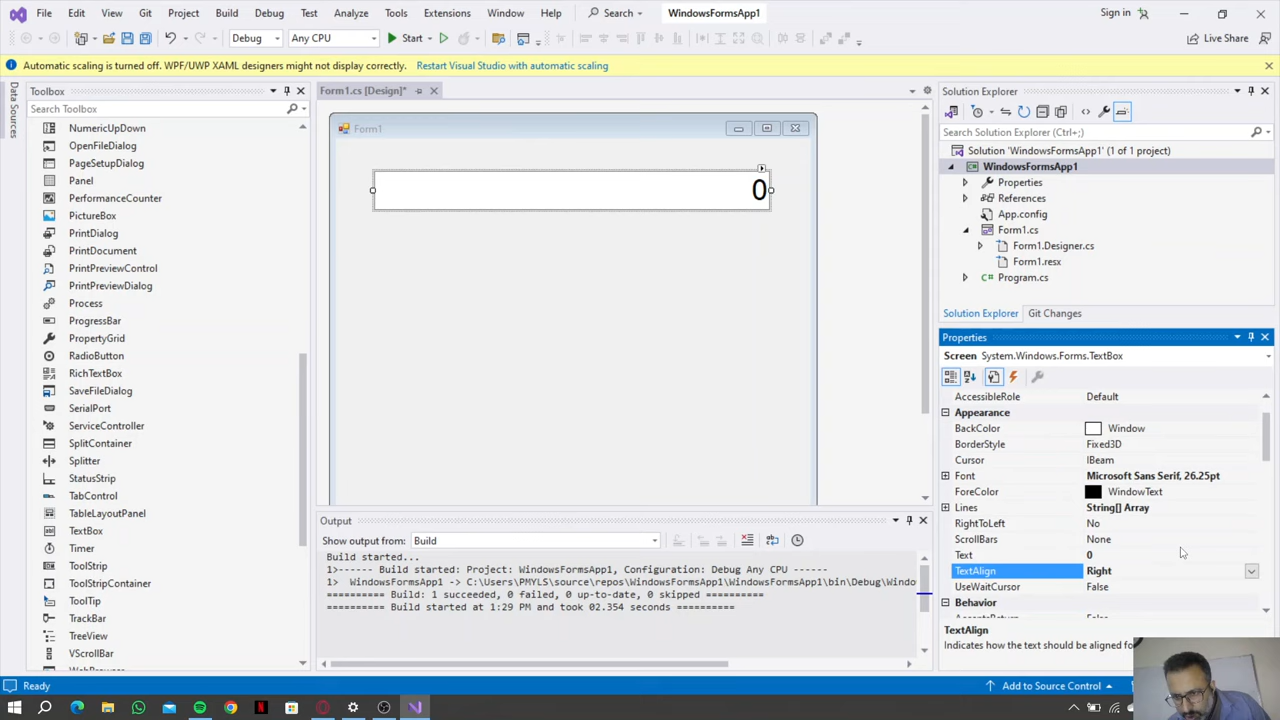 File Edit View Git Project Build Debug Test Analyze Tools Extensions Window Help Search WindowsFormsApp1 Sign in
Debug Any CPU Start Live Share
Automatic scaling is turned off. WPF/UWP XAML designers might not display correctly. Restart Visual Studio with automatic scaling
Data Sources
Toolbox
Search Toolbox
NumericUpDown
OpenFileDialog
PageSetupDialog
Panel
PerformanceCounter
PictureBox
PrintDialog
PrintDocument
PrintPreviewControl
PrintPreviewDialog
Process
ProgressBar
PropertyGrid
RadioButton
RichTextBox
SaveFileDialog
SerialPort
ServiceController
SplitContainer
Splitter
StatusStrip
TabControl
TableLayoutPanel
TextBox
Timer
ToolStrip
ToolStripContainer
ToolTip
TrackBar
TreeView
VScrollBar
Form1.cs [Design]*
Form1
0
Output
Show output from: Build
Build started...
1>------ Build started: Project: WindowsFormsApp1, Configuration: Debug Any CPU ------
1> WindowsFormsApp1 -> C:\Users\PMYLS\source\repos\WindowsFormsApp1\WindowsFormsApp1\bin\Debug\Windo
========== Build: 1 succeeded, 0 failed, 0 up-to-date, 0 skipped ==========
========== Build started at 1:29 PM and took 02.354 seconds ==========
Solution Explorer
Search Solution Explorer (Ctrl+;)
Solution 'WindowsFormsApp1' (1 of 1 project)
WindowsFormsApp1
Properties
References
App.config
Form1.cs
Form1.Designer.cs
Form1.resx
Program.cs
Solution Explorer Git Changes
Properties
Screen System.Windows.Forms.TextBox
AccessibleRole Default
Appearance
BackColor Window
BorderStyle Fixed3D
Cursor IBeam
Font Microsoft Sans Serif, 26.25pt
ForeColor WindowText
Lines String[] Array
RightToLeft No
ScrollBars None
Text 0
TextAlign Right
UseWaitCursor False
Behavior
TextAlign
Indicates how the text should be aligned fo
Ready Add to Source Control